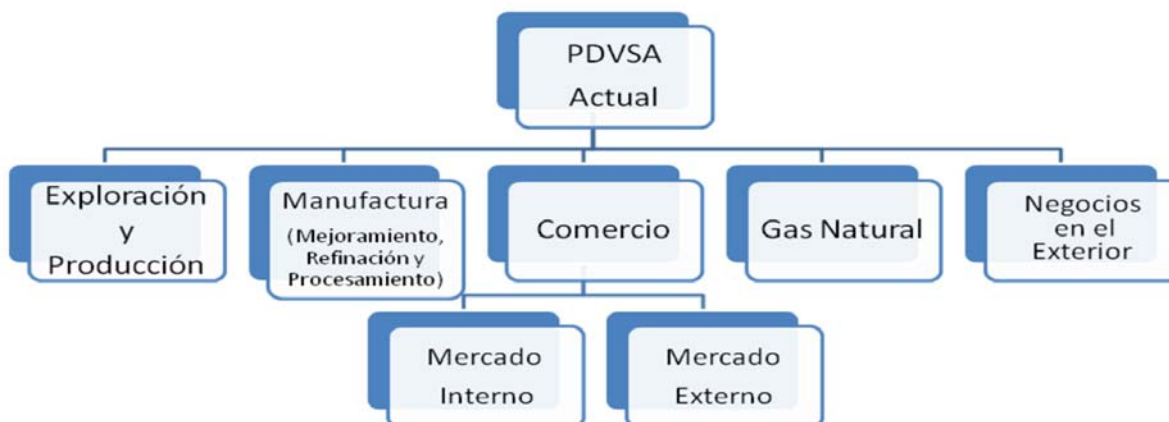 PDVSA
Actual
Exploración
y
Producción
Manufactura
(Mejoramiento,
Refinación y
Procesamiento)
Comercio
Gas Natural
Negocios
en el
Exterior
Mercado
Interno
Mercado
Externo